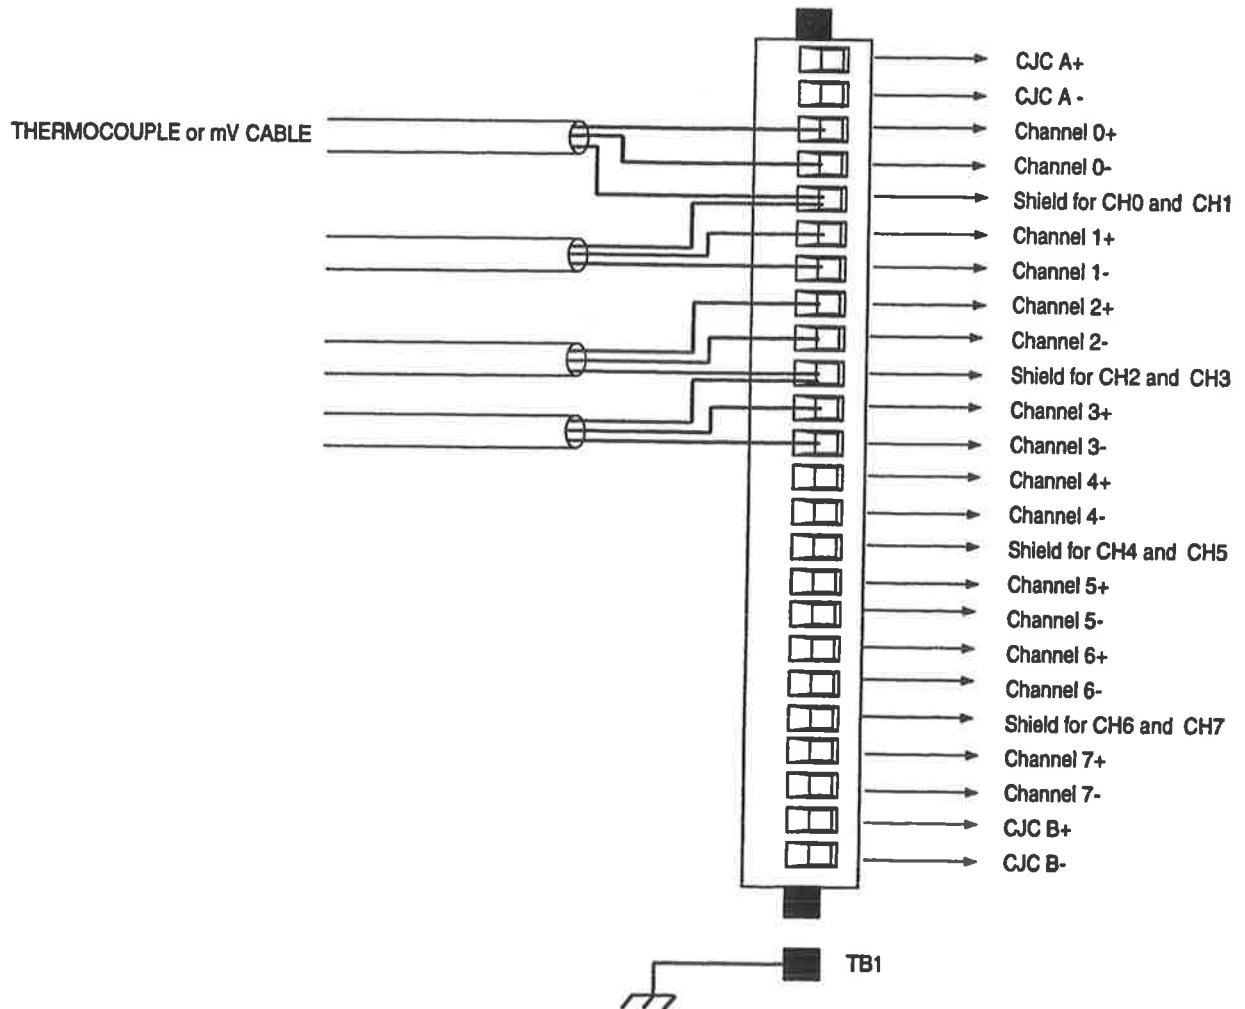 CJC A+
CJC A -
THERMOCOUPLE or mV CABLE
Channel 0+
Channel 0-
Shield for CH0 and CH1
Channel 1+
Channel 1-
Channel 2+
Channel 2-
Shield for CH2 and CH3
Channel 3+
Channel 3-
Channel 4+
Channel 4-
Shield for CH4 and CH5
Channel 5+
Channel 5-
Channel 6+
Channel 6-
Shield for CH6 and CH7
Channel 7+
Channel 7-
CJC B+
CJC B-
TB1